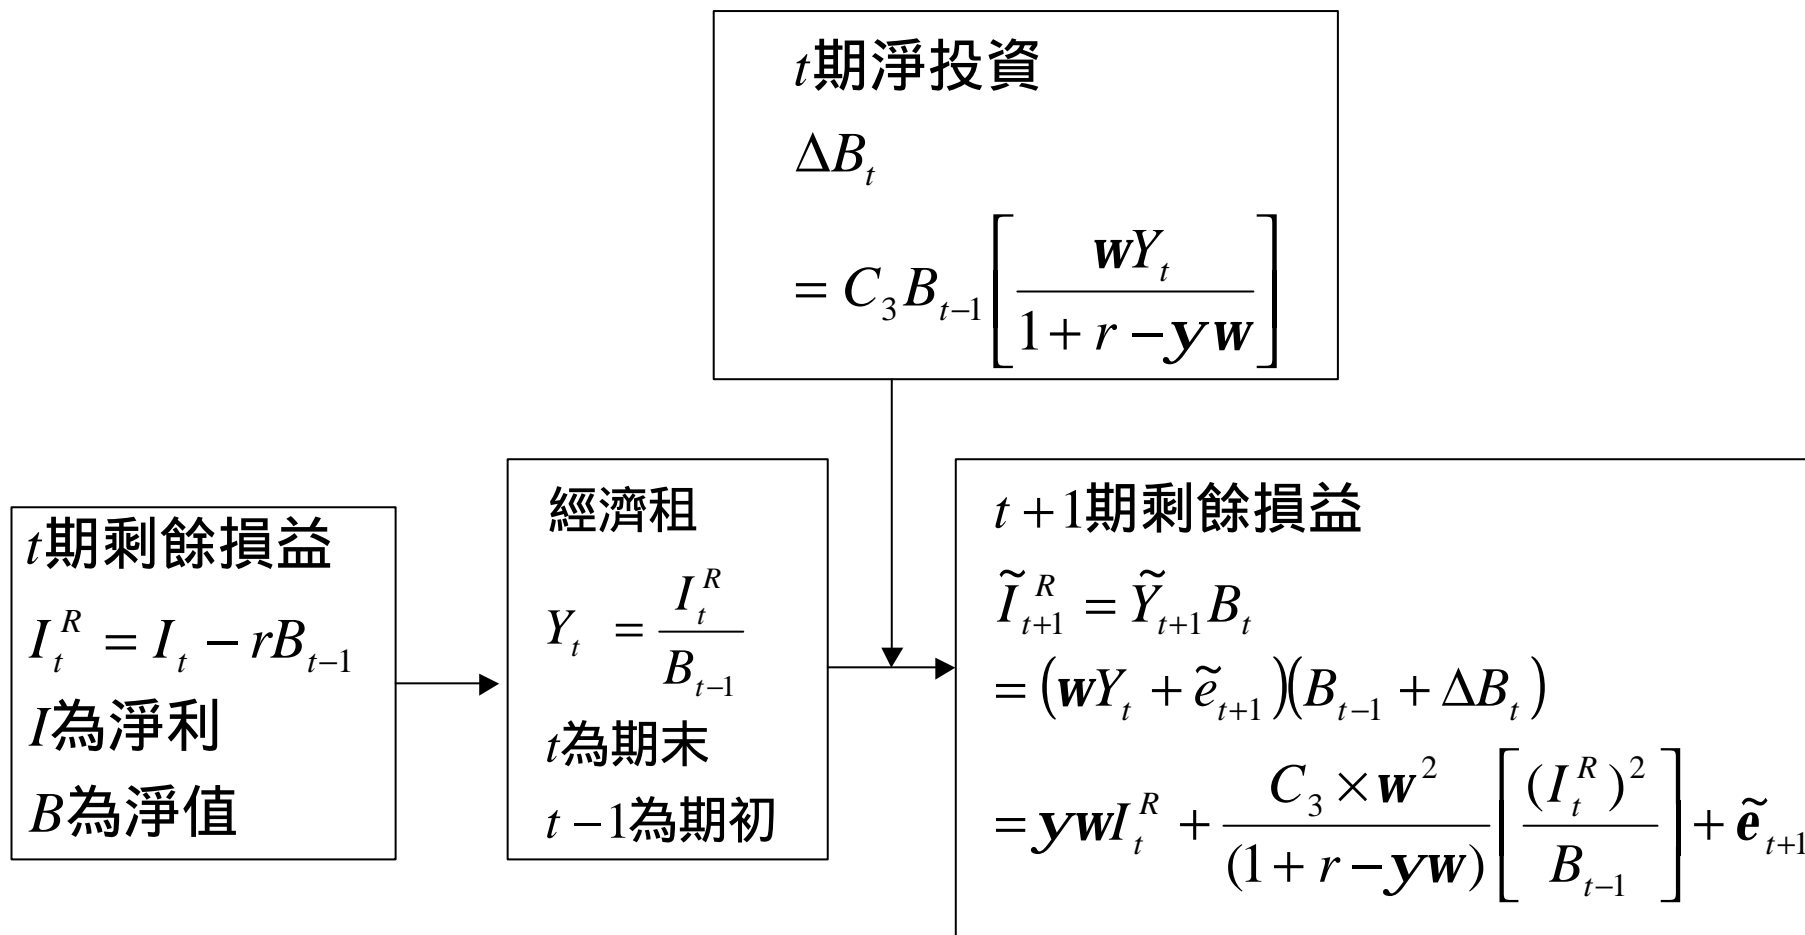 t期淨投資
ΔB_t
= C_3 B_{t−1} [ wY_t / (1 + r − yw) ]
t期剩餘損益
I_t^R = I_t − rB_{t−1}
I為淨利
B為淨值
經濟租
Y_t = I_t^R / B_{t−1}
t為期末
t −1為期初
t +1期剩餘損益
Ĩ_{t+1}^R = Ỹ_{t+1} B_t
= (wY_t + ẽ_{t+1})(B_{t−1} + ΔB_t)
= ywI_t^R + (C_3 × w^2) / (1 + r − yw) [ (I_t^R)^2 / B_{t−1} ] + ẽ_{t+1}